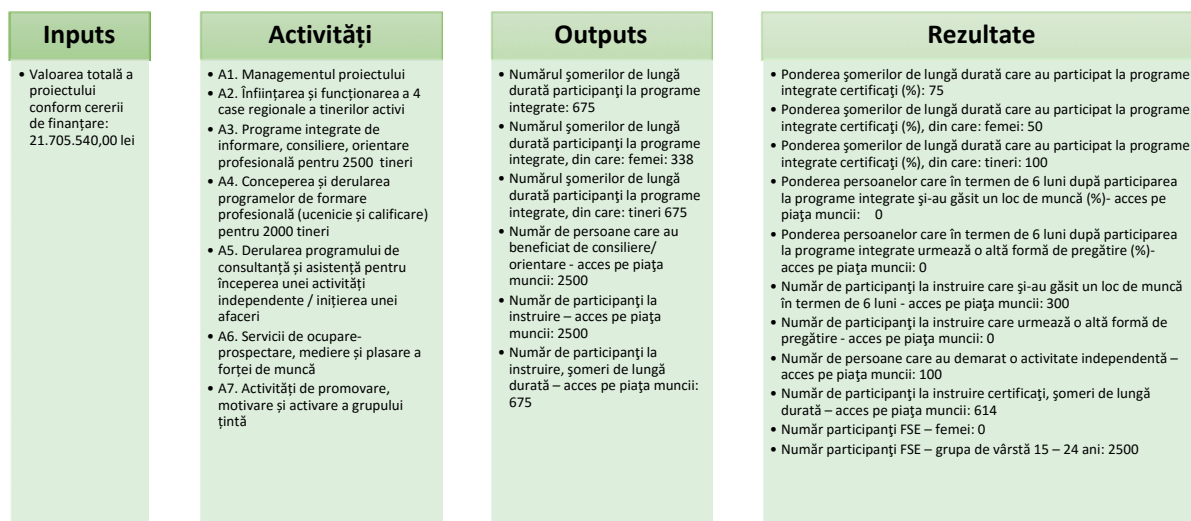 Inputs
• Valoarea totală a
proiectului
conform cererii
de finanțare:
21.705.540,00 lei
Activități
• A1. Managementul proiectului
• A2. Înființarea și funcționarea a 4
case regionale a tinerilor activi
• A3. Programe integrate de
informare, consiliere, orientare
profesională pentru 2500 tineri
• A4. Conceperea și derularea
programelor de formare
profesională (ucenicie și calificare)
pentru 2000 tineri
• A5. Derularea programului de
consultanță și asistență pentru
începerea unei activități
independente / inițierea unei
afaceri
• A6. Servicii de ocupare-
prospectare, mediere și plasare a
forței de muncă
• A7. Activități de promovare,
motivare și activare a grupului
țintă
Outputs
• Numărul şomerilor de lungă
durată participanţi la programe
integrate: 675
• Numărul şomerilor de lungă
durată participanţi la programe
integrate, din care: femei: 338
• Numărul şomerilor de lungă
durată participanţi la programe
integrate, din care: tineri 675
• Număr de persoane care au
beneficiat de consiliere/
orientare - acces pe piaţa
muncii: 2500
• Număr de participanţi la
instruire – acces pe piaţa
muncii: 2500
• Număr de participanţi la
instruire, şomeri de lungă
durată – acces pe piaţa muncii:
675
Rezultate
• Ponderea şomerilor de lungă durată care au participat la programe
integrate certificaţi (%): 75
• Ponderea şomerilor de lungă durată care au participat la programe
integrate certificaţi (%), din care: femei: 50
• Ponderea şomerilor de lungă durată care au participat la programe
integrate certificaţi (%), din care: tineri: 100
• Ponderea persoanelor care în termen de 6 luni după participarea
la programe integrate şi-au găsit un loc de muncă (%)- acces pe
piaţa muncii: 0
• Ponderea persoanelor care în termen de 6 luni după participarea
la programe integrate urmează o altă formă de pregătire (%)-
acces pe piaţa muncii: 0
• Număr de participanţi la instruire care şi-au găsit un loc de muncă
în termen de 6 luni - acces pe piaţa muncii: 300
• Număr de participanţi la instruire care urmează o altă formă de
pregătire - acces pe piaţa muncii: 0
• Număr de persoane care au demarat o activitate independentă –
acces pe piaţa muncii: 100
• Număr de participanţi la instruire certificaţi, şomeri de lungă
durată – acces pe piaţa muncii: 614
• Număr participanţi FSE – femei: 0
• Număr participanţi FSE – grupa de vârstă 15 – 24 ani: 2500